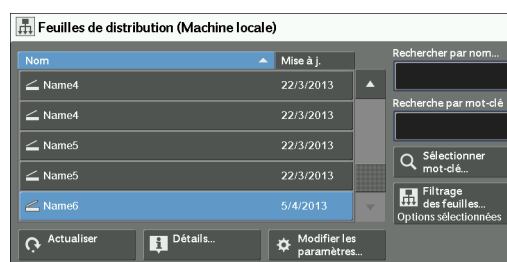 Feuilles de distribution (Machine locale)
Nom Mise à j.
Name4 22/3/2013
Name4 22/3/2013
Name5 22/3/2013
Name5 22/3/2013
Name6 5/4/2013
Rechercher par nom...
Recherche par mot-clé
Sélectionner
mot-clé...
Filtrage
des feuilles...
Options sélectionnées
Actualiser
Détails...
Modifier les
paramètres...